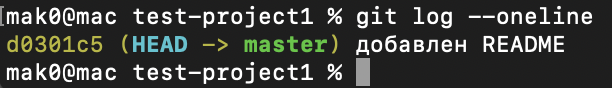 mak0@mac test-project1 % git log --oneline
d0301c5 (HEAD -> master) добавлен README
mak0@mac test-project1 %